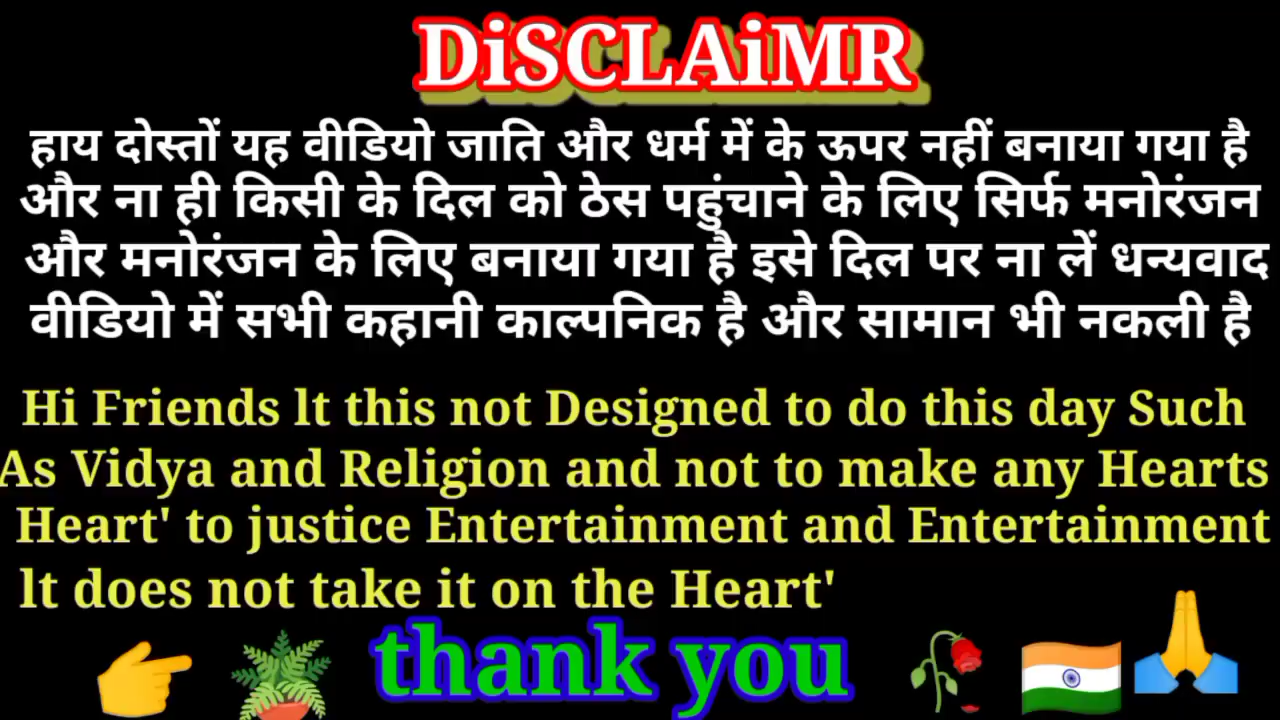 DiSCLAiMR
हाय दोस्तों यह वीडियो जाति और धर्म में के ऊपर नहीं बनाया गया है
और ना ही किसी के दिल को ठेस पहुंचाने के लिए सिर्फ मनोरंजन
और मनोरंजन के लिए बनाया गया है इसे दिल पर ना लें धन्यवाद
वीडियो में सभी कहानी काल्पनिक है और सामान भी नकली है
Hi Friends lt this not Designed to do this day Such
As Vidya and Religion and not to make any Hearts
Heart' to justice Entertainment and Entertainment
lt does not take it on the Heart'
thank you